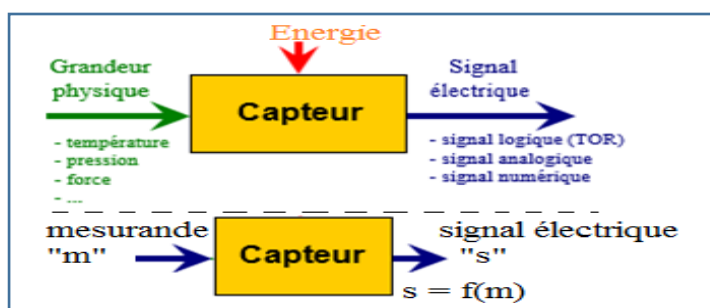 Energie
Grandeur
physique
Capteur
Signal
électrique
- température
- pression
- force
- ...
- signal logique (TOR)
- signal analogique
- signal numérique
mesurande
"m"
Capteur
signal électrique
"s"
s = f(m)